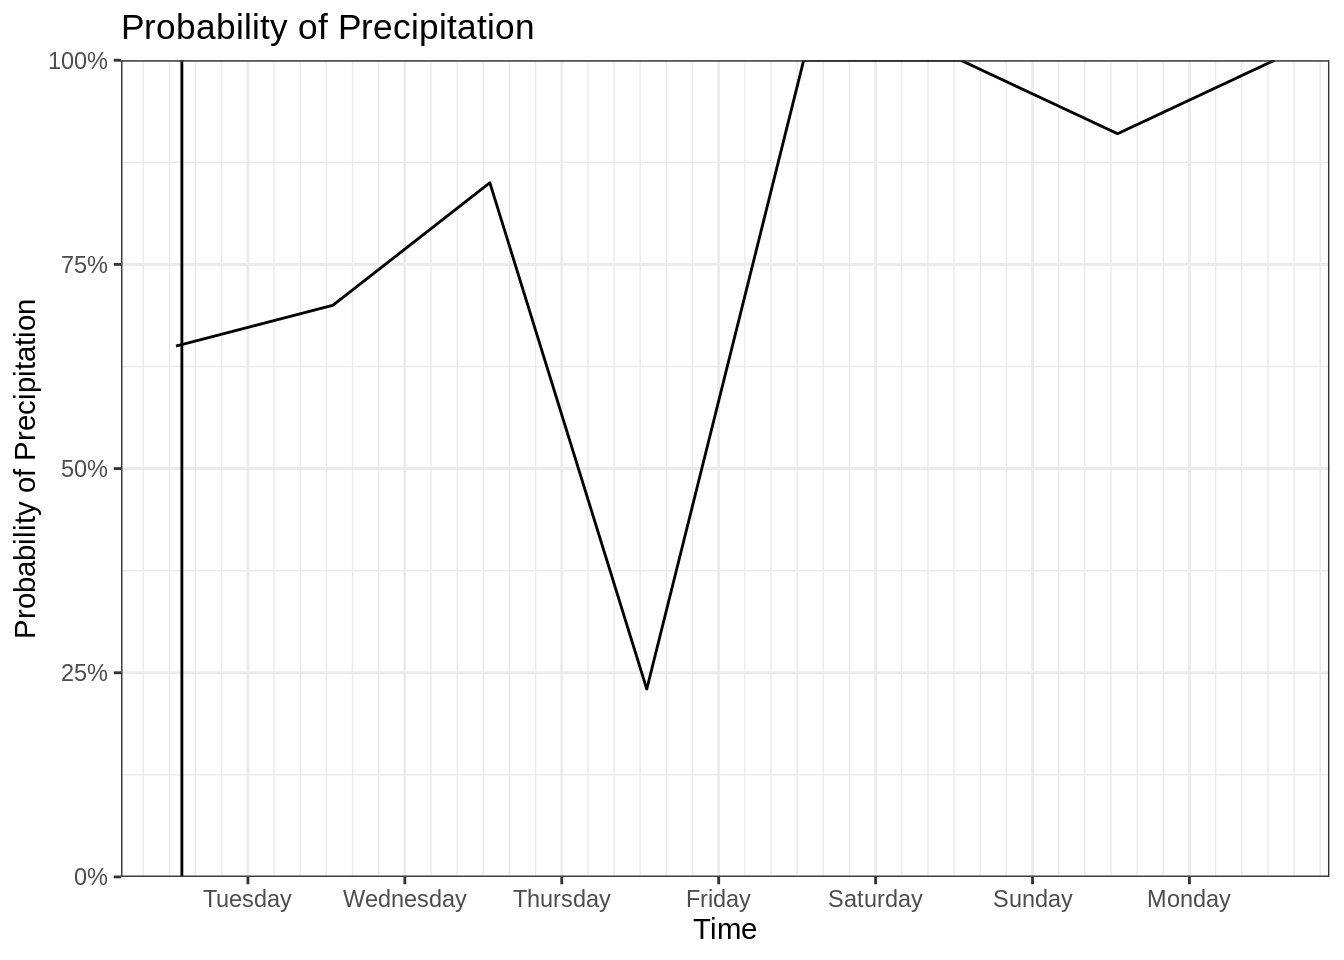 Probability of Precipitation
Probability of Precipitation
100%
75%
50%
25%
0%
Tuesday Wednesday Thursday Friday Saturday Sunday Monday
Time